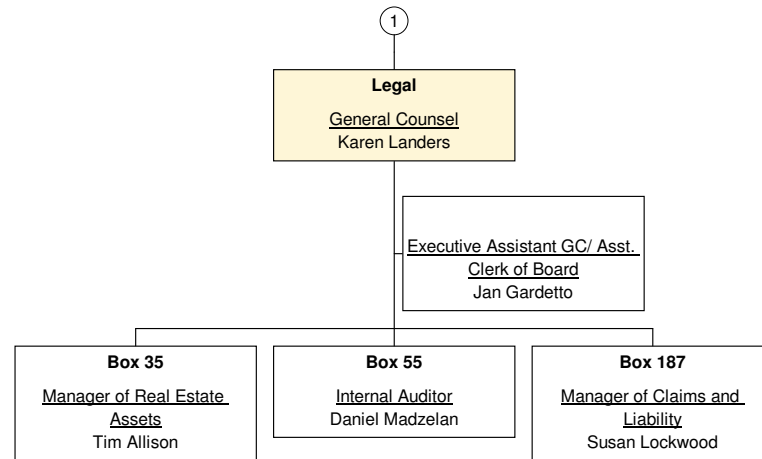 1
Legal
General Counsel
Karen Landers
Executive Assistant GC/ Asst.
Clerk of Board
Jan Gardetto
Box 35
Manager of Real Estate
Assets
Tim Allison
Box 55
Internal Auditor
Daniel Madzelan
Box 187
Manager of Claims and
Liability
Susan Lockwood